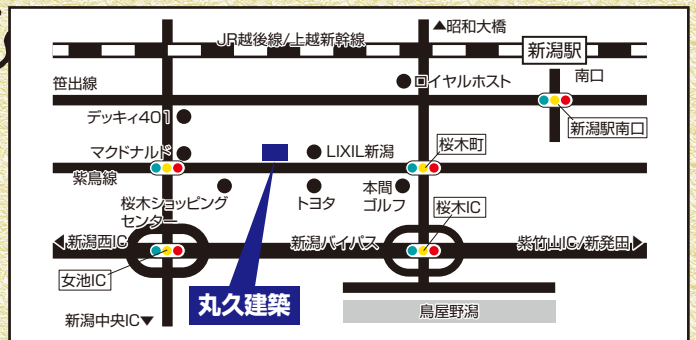 ▲昭和大橋
JR越後線/上越新幹線
新潟駅
笹出線
ロイヤルホスト
南口
デッキィ401
新潟駅南口
マクドナルド
LIXIL新潟
桜木町
紫鳥線
桜木ショッピング
センター
トヨタ
本間
ゴルフ
桜木IC
◀新潟西IC
新潟バイパス
紫竹山IC/新発田▶
女池IC
丸久建築
鳥屋野潟
新潟中央IC▼